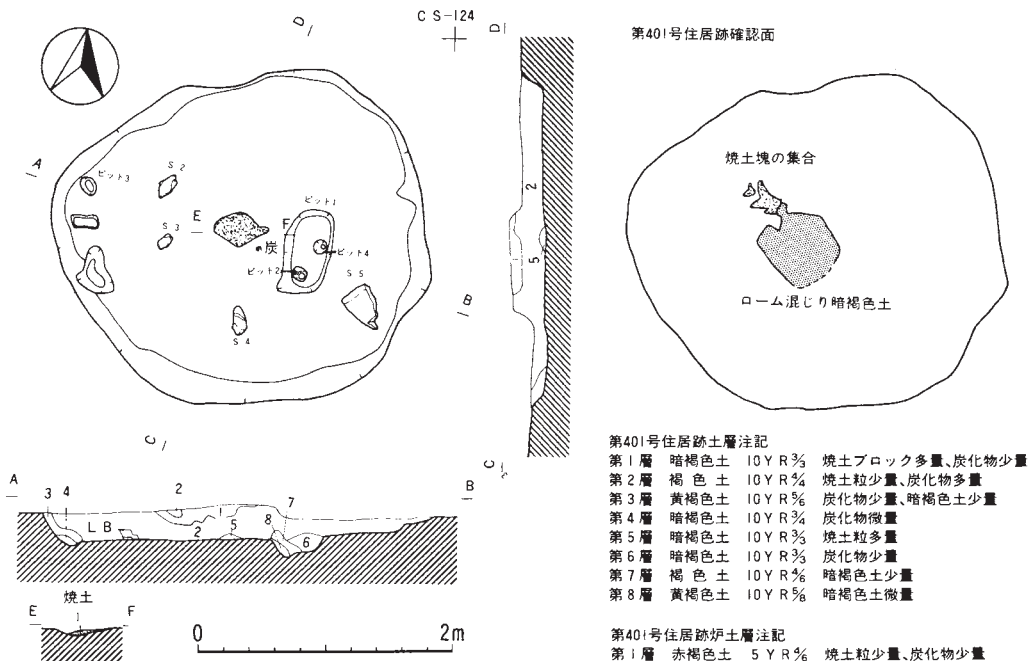 D
C S-124
D
第401号住居跡確認面
A
ピット3
S 2
ピット1
焼土塊の集合
S 3
E
F
炭
ピット4
ピット2
S 5
S 4
B
ローム混じり暗褐色土
2
5
C
C
A
3 4
2
7
B
L B
2
5
8
6
焼土
E
1
F
0
2m
第401号住居跡土層注記
第1層 暗褐色土 10YR3/3 焼土ブロック多量、炭化物少量
第2層 褐色土 10YR4/4 焼土粒少量、炭化物多量
第3層 黄褐色土 10YR5/6 炭化物少量、暗褐色土少量
第4層 暗褐色土 10YR3/4 炭化物微量
第5層 暗褐色土 10YR3/3 焼土粒多量
第6層 暗褐色土 10YR3/3 炭化物少量
第7層 褐色土 10YR4/6 暗褐色土少量
第8層 黄褐色土 10YR5/8 暗褐色土微量
第401号住居跡炉土層注記
第1層 赤褐色土 5YR4/6 焼土粒少量、炭化物少量